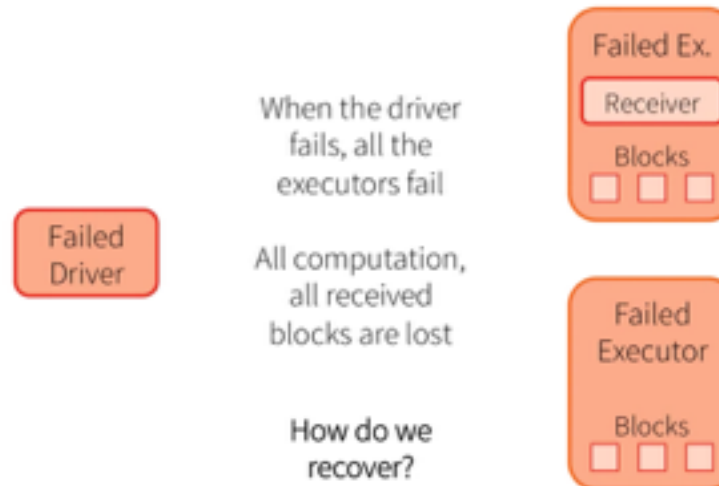 Failed
Driver
When the driver
fails, all the
executors fail
All computation,
all received
blocks are lost
How do we
recover?
Failed Ex.
Receiver
Blocks
Failed
Executor
Blocks